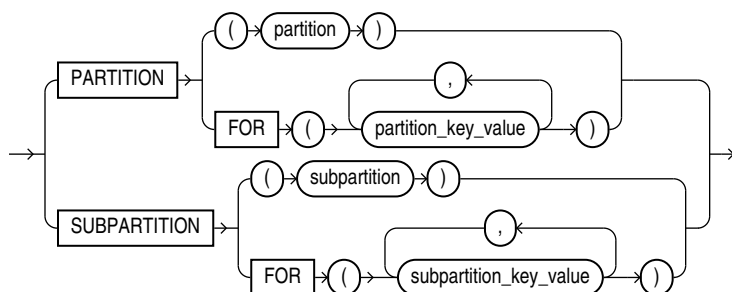 ( partition )
PARTITION
,
FOR ( partition_key_value )
( subpartition )
SUBPARTITION
,
FOR ( subpartition_key_value )